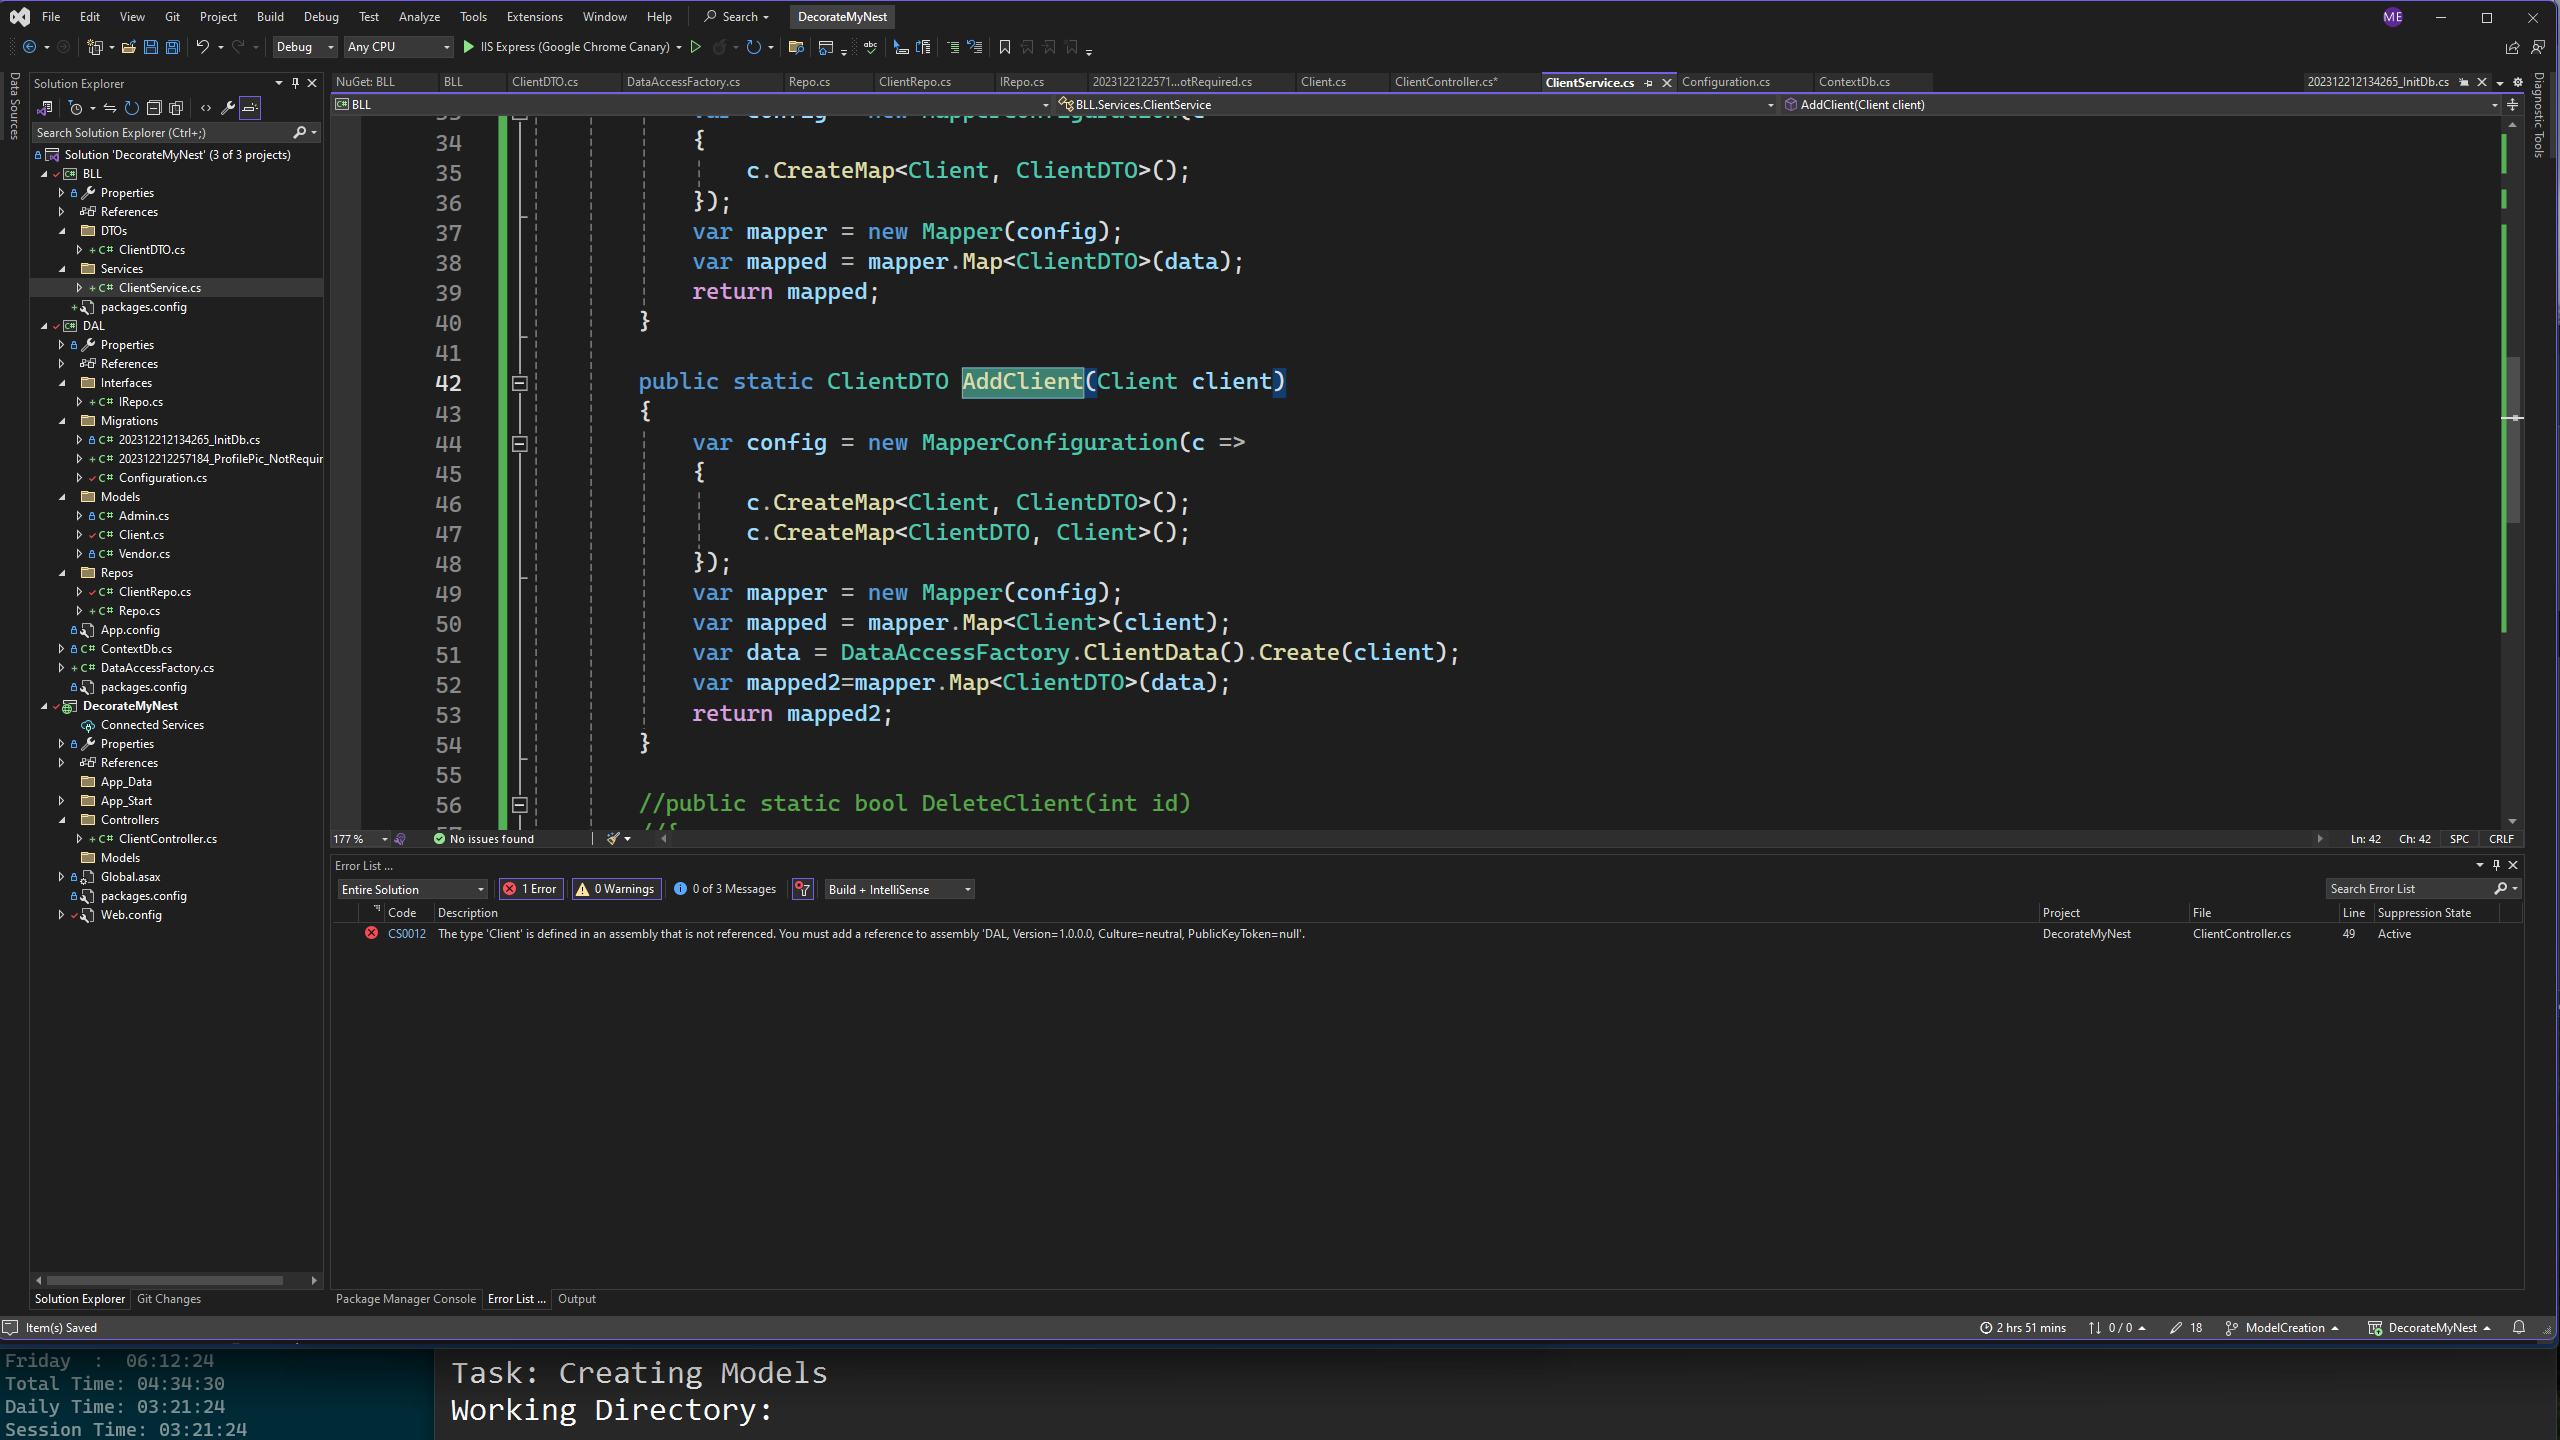 File Edit View Git Project Build Debug Test Analyze Tools Extensions Window Help Search DecorateMyNest ME
Debug Any CPU IIS Express (Google Chrome Canary)
Data Sources
Solution Explorer
Search Solution Explorer (Ctrl+;)
Solution 'DecorateMyNest' (3 of 3 projects)
BLL
Properties
References
DTOs
C# ClientDTO.cs
Services
C# ClientService.cs
packages.config
DAL
Properties
References
Interfaces
C# IRepo.cs
Migrations
C# 202312212134265_InitDb.cs
C# 202312212257184_ProfilePic_NotRequir
C# Configuration.cs
Models
C# Admin.cs
C# Client.cs
C# Vendor.cs
Repos
C# ClientRepo.cs
C# Repo.cs
App.config
C# ContextDb.cs
C# DataAccessFactory.cs
packages.config
DecorateMyNest
Connected Services
Properties
References
App_Data
App_Start
Controllers
C# ClientController.cs
Models
Global.asax
packages.config
Web.config
Solution Explorer Git Changes
NuGet: BLL BLL ClientDTO.cs DataAccessFactory.cs Repo.cs ClientRepo.cs IRepo.cs 2023122122571...otRequired.cs Client.cs ClientController.cs* ClientService.cs Configuration.cs ContextDb.cs 202312212134265_InitDb.cs
BLL BLL.Services.ClientService AddClient(Client client)
Diagnostic Tools
34 {
35 c.CreateMap<Client, ClientDTO>();
36 });
37 var mapper = new Mapper(config);
38 var mapped = mapper.Map<ClientDTO>(data);
39 return mapped;
40 }
41
42 public static ClientDTO AddClient(Client client)
43 {
44 var config = new MapperConfiguration(c =>
45 {
46 c.CreateMap<Client, ClientDTO>();
47 c.CreateMap<ClientDTO, Client>();
48 });
49 var mapper = new Mapper(config);
50 var mapped = mapper.Map<Client>(client);
51 var data = DataAccessFactory.ClientData().Create(client);
52 var mapped2=mapper.Map<ClientDTO>(data);
53 return mapped2;
54 }
55
56 //public static bool DeleteClient(int id)
177 % No issues found Ln: 42 Ch: 42 SPC CRLF
Error List ...
Entire Solution 1 Error 0 Warnings 0 of 3 Messages Build + IntelliSense Search Error List
Code Description Project File Line Suppression State
CS0012 The type 'Client' is defined in an assembly that is not referenced. You must add a reference to assembly 'DAL, Version=1.0.0.0, Culture=neutral, PublicKeyToken=null'. DecorateMyNest ClientController.cs 49 Active
Package Manager Console Error List ... Output
Item(s) Saved 2 hrs 51 mins 0 / 0 18 ModelCreation DecorateMyNest
Friday : 06:12:24
Total Time: 04:34:30
Daily Time: 03:21:24
Session Time: 03:21:24
Task: Creating Models
Working Directory: